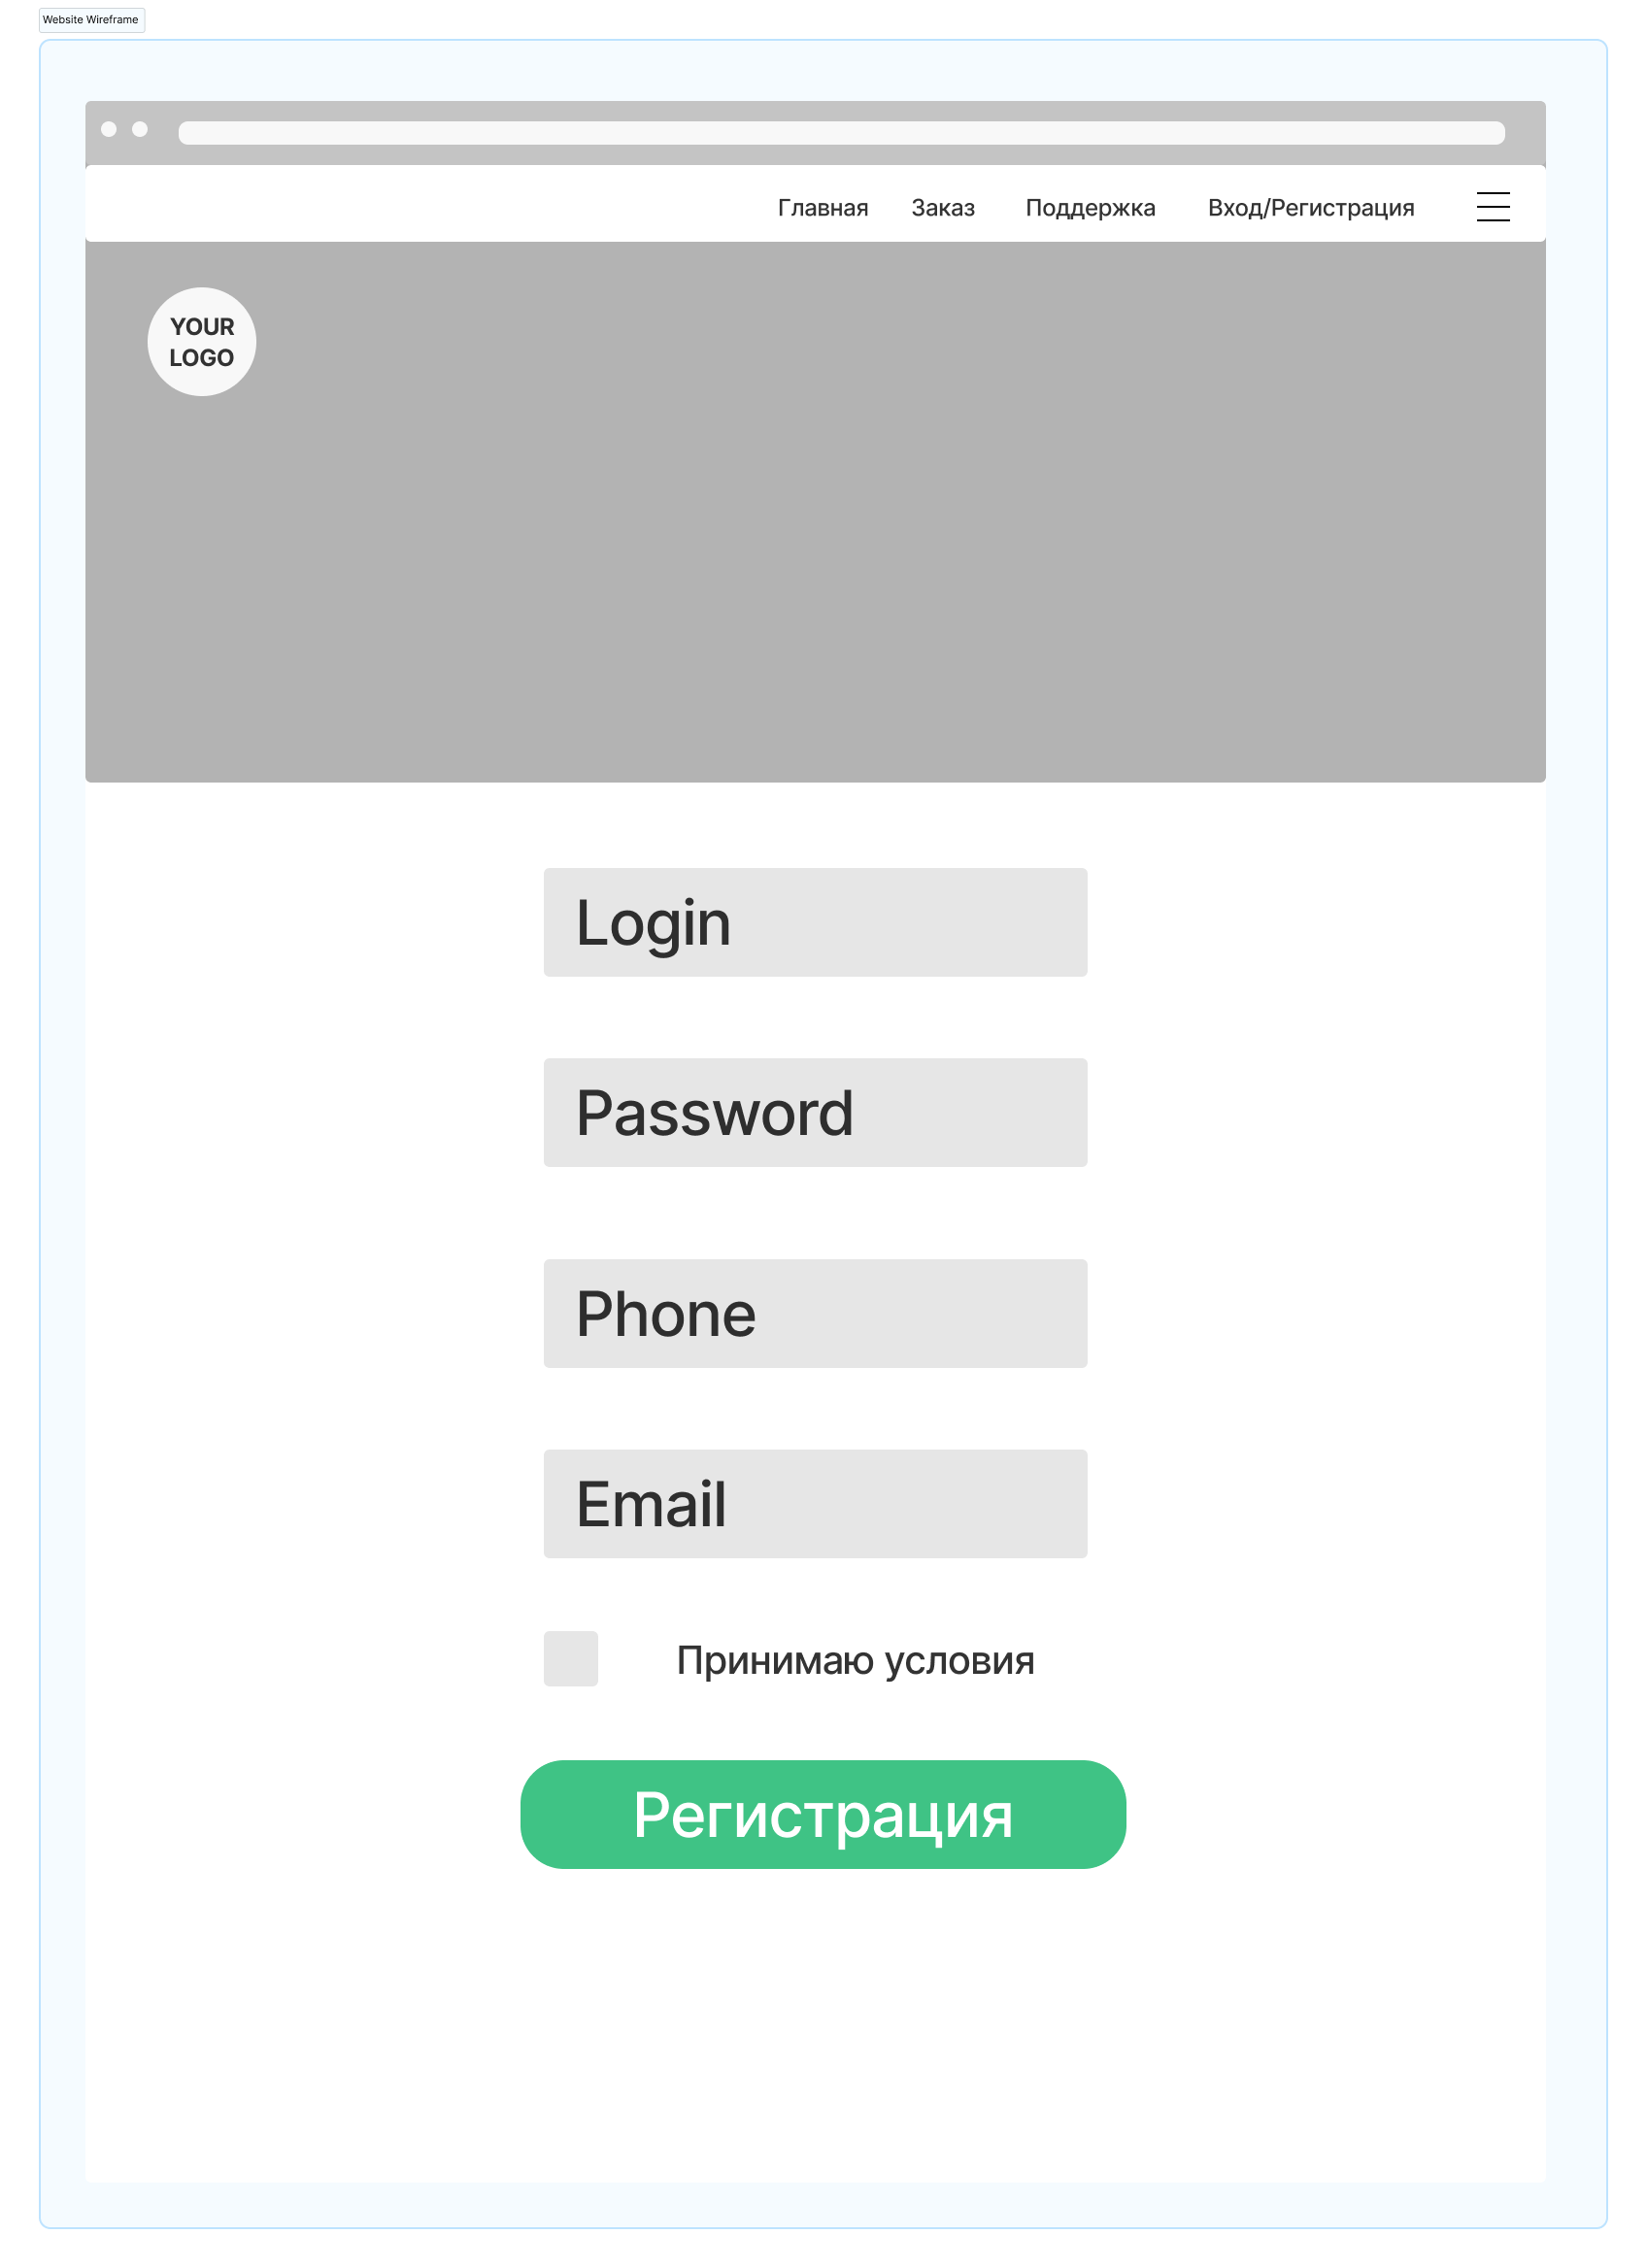 Website Wireframe
Главная Заказ Поддержка Вход/Регистрация
YOUR
LOGO
Login
Password
Phone
Email
Принимаю условия
Регистрация